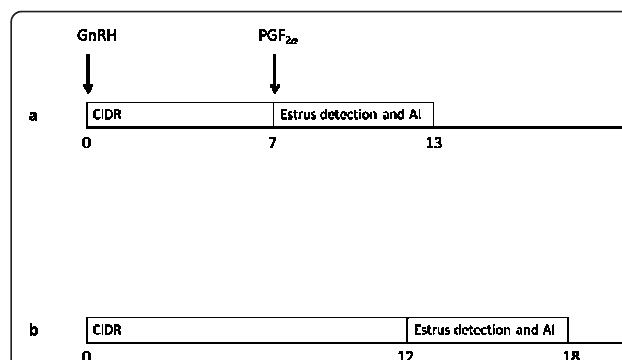 GnRH PGF2α
a CIDR Estrus detection and AI
0 7 13
b CIDR Estrus detection and AI
0 12 18